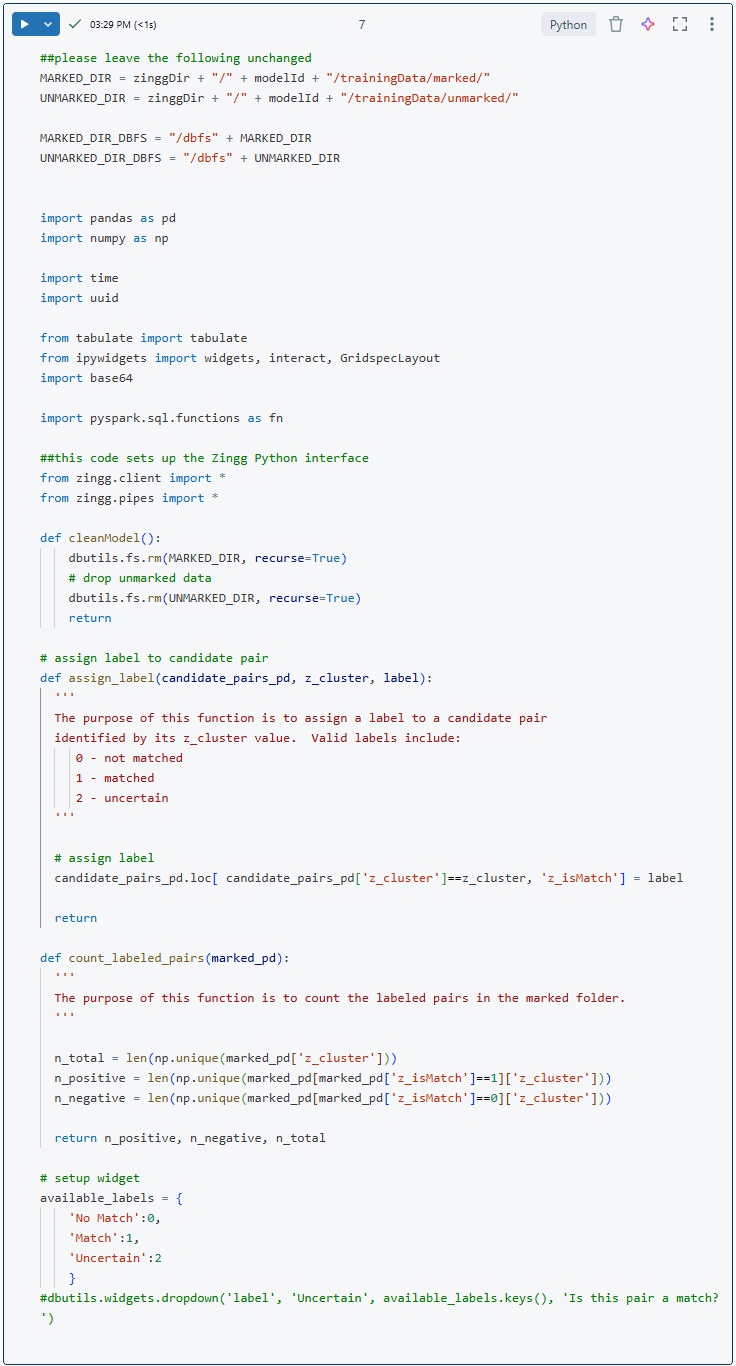 03:29 PM (<1s)
7
Python
##please leave the following unchanged
MARKED_DIR = zinggDir + "/" + modelId + "/trainingData/marked/"
UNMARKED_DIR = zinggDir + "/" + modelId + "/trainingData/unmarked/"

MARKED_DIR_DBFS = "/dbfs" + MARKED_DIR
UNMARKED_DIR_DBFS = "/dbfs" + UNMARKED_DIR


import pandas as pd
import numpy as np

import time
import uuid

from tabulate import tabulate
from ipywidgets import widgets, interact, GridspecLayout
import base64

import pyspark.sql.functions as fn

##this code sets up the Zingg Python interface
from zingg.client import *
from zingg.pipes import *

def cleanModel():
    dbutils.fs.rm(MARKED_DIR, recurse=True)
    # drop unmarked data
    dbutils.fs.rm(UNMARKED_DIR, recurse=True)
    return

# assign label to candidate pair
def assign_label(candidate_pairs_pd, z_cluster, label):
  '''
  The purpose of this function is to assign a label to a candidate pair
  identified by its z_cluster value.  Valid labels include:
     0 - not matched
     1 - matched
     2 - uncertain
  '''

  # assign label
  candidate_pairs_pd.loc[ candidate_pairs_pd['z_cluster']==z_cluster, 'z_isMatch'] = label

  return

def count_labeled_pairs(marked_pd):
  '''
  The purpose of this function is to count the labeled pairs in the marked folder.
  '''

  n_total = len(np.unique(marked_pd['z_cluster']))
  n_positive = len(np.unique(marked_pd[marked_pd['z_isMatch']==1]['z_cluster']))
  n_negative = len(np.unique(marked_pd[marked_pd['z_isMatch']==0]['z_cluster']))

  return n_positive, n_negative, n_total

# setup widget
available_labels = {
    'No Match':0,
    'Match':1,
    'Uncertain':2
    }
#dbutils.widgets.dropdown('label', 'Uncertain', available_labels.keys(), 'Is this pair a match?
')